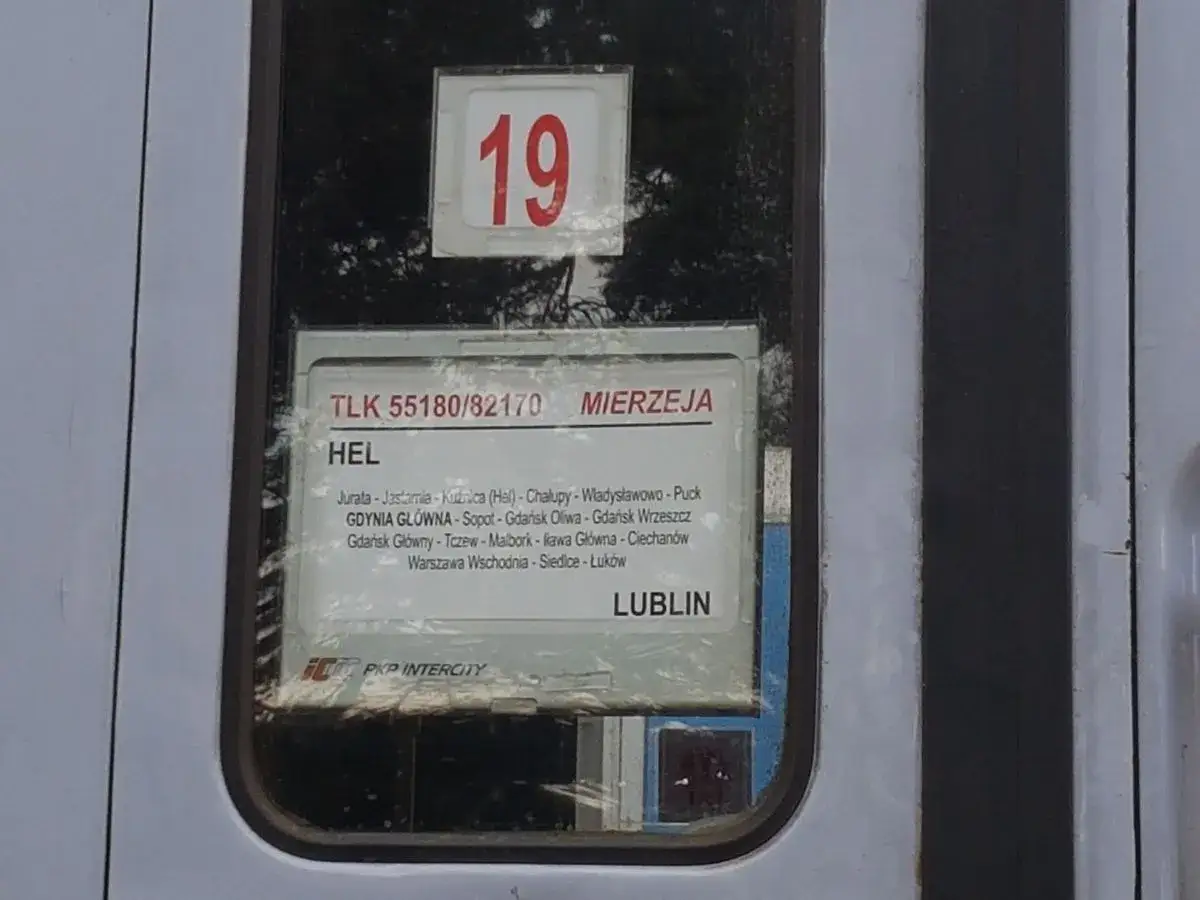 19
TLK 55180/82170 MIERZEJA
HEL
Jurata - Jastarnia - Kuźnica (Hel) - Chałupy - Władysławowo - Puck
GDYNIA GŁÓWNA - Sopot - Gdańsk Oliwa - Gdańsk Wrzeszcz
Gdańsk Główny - Tczew - Malbork - Iława Główna - Ciechanów
Warszawa Wschodnia - Siedlce - Łuków
LUBLIN
IC PKP INTERCITY